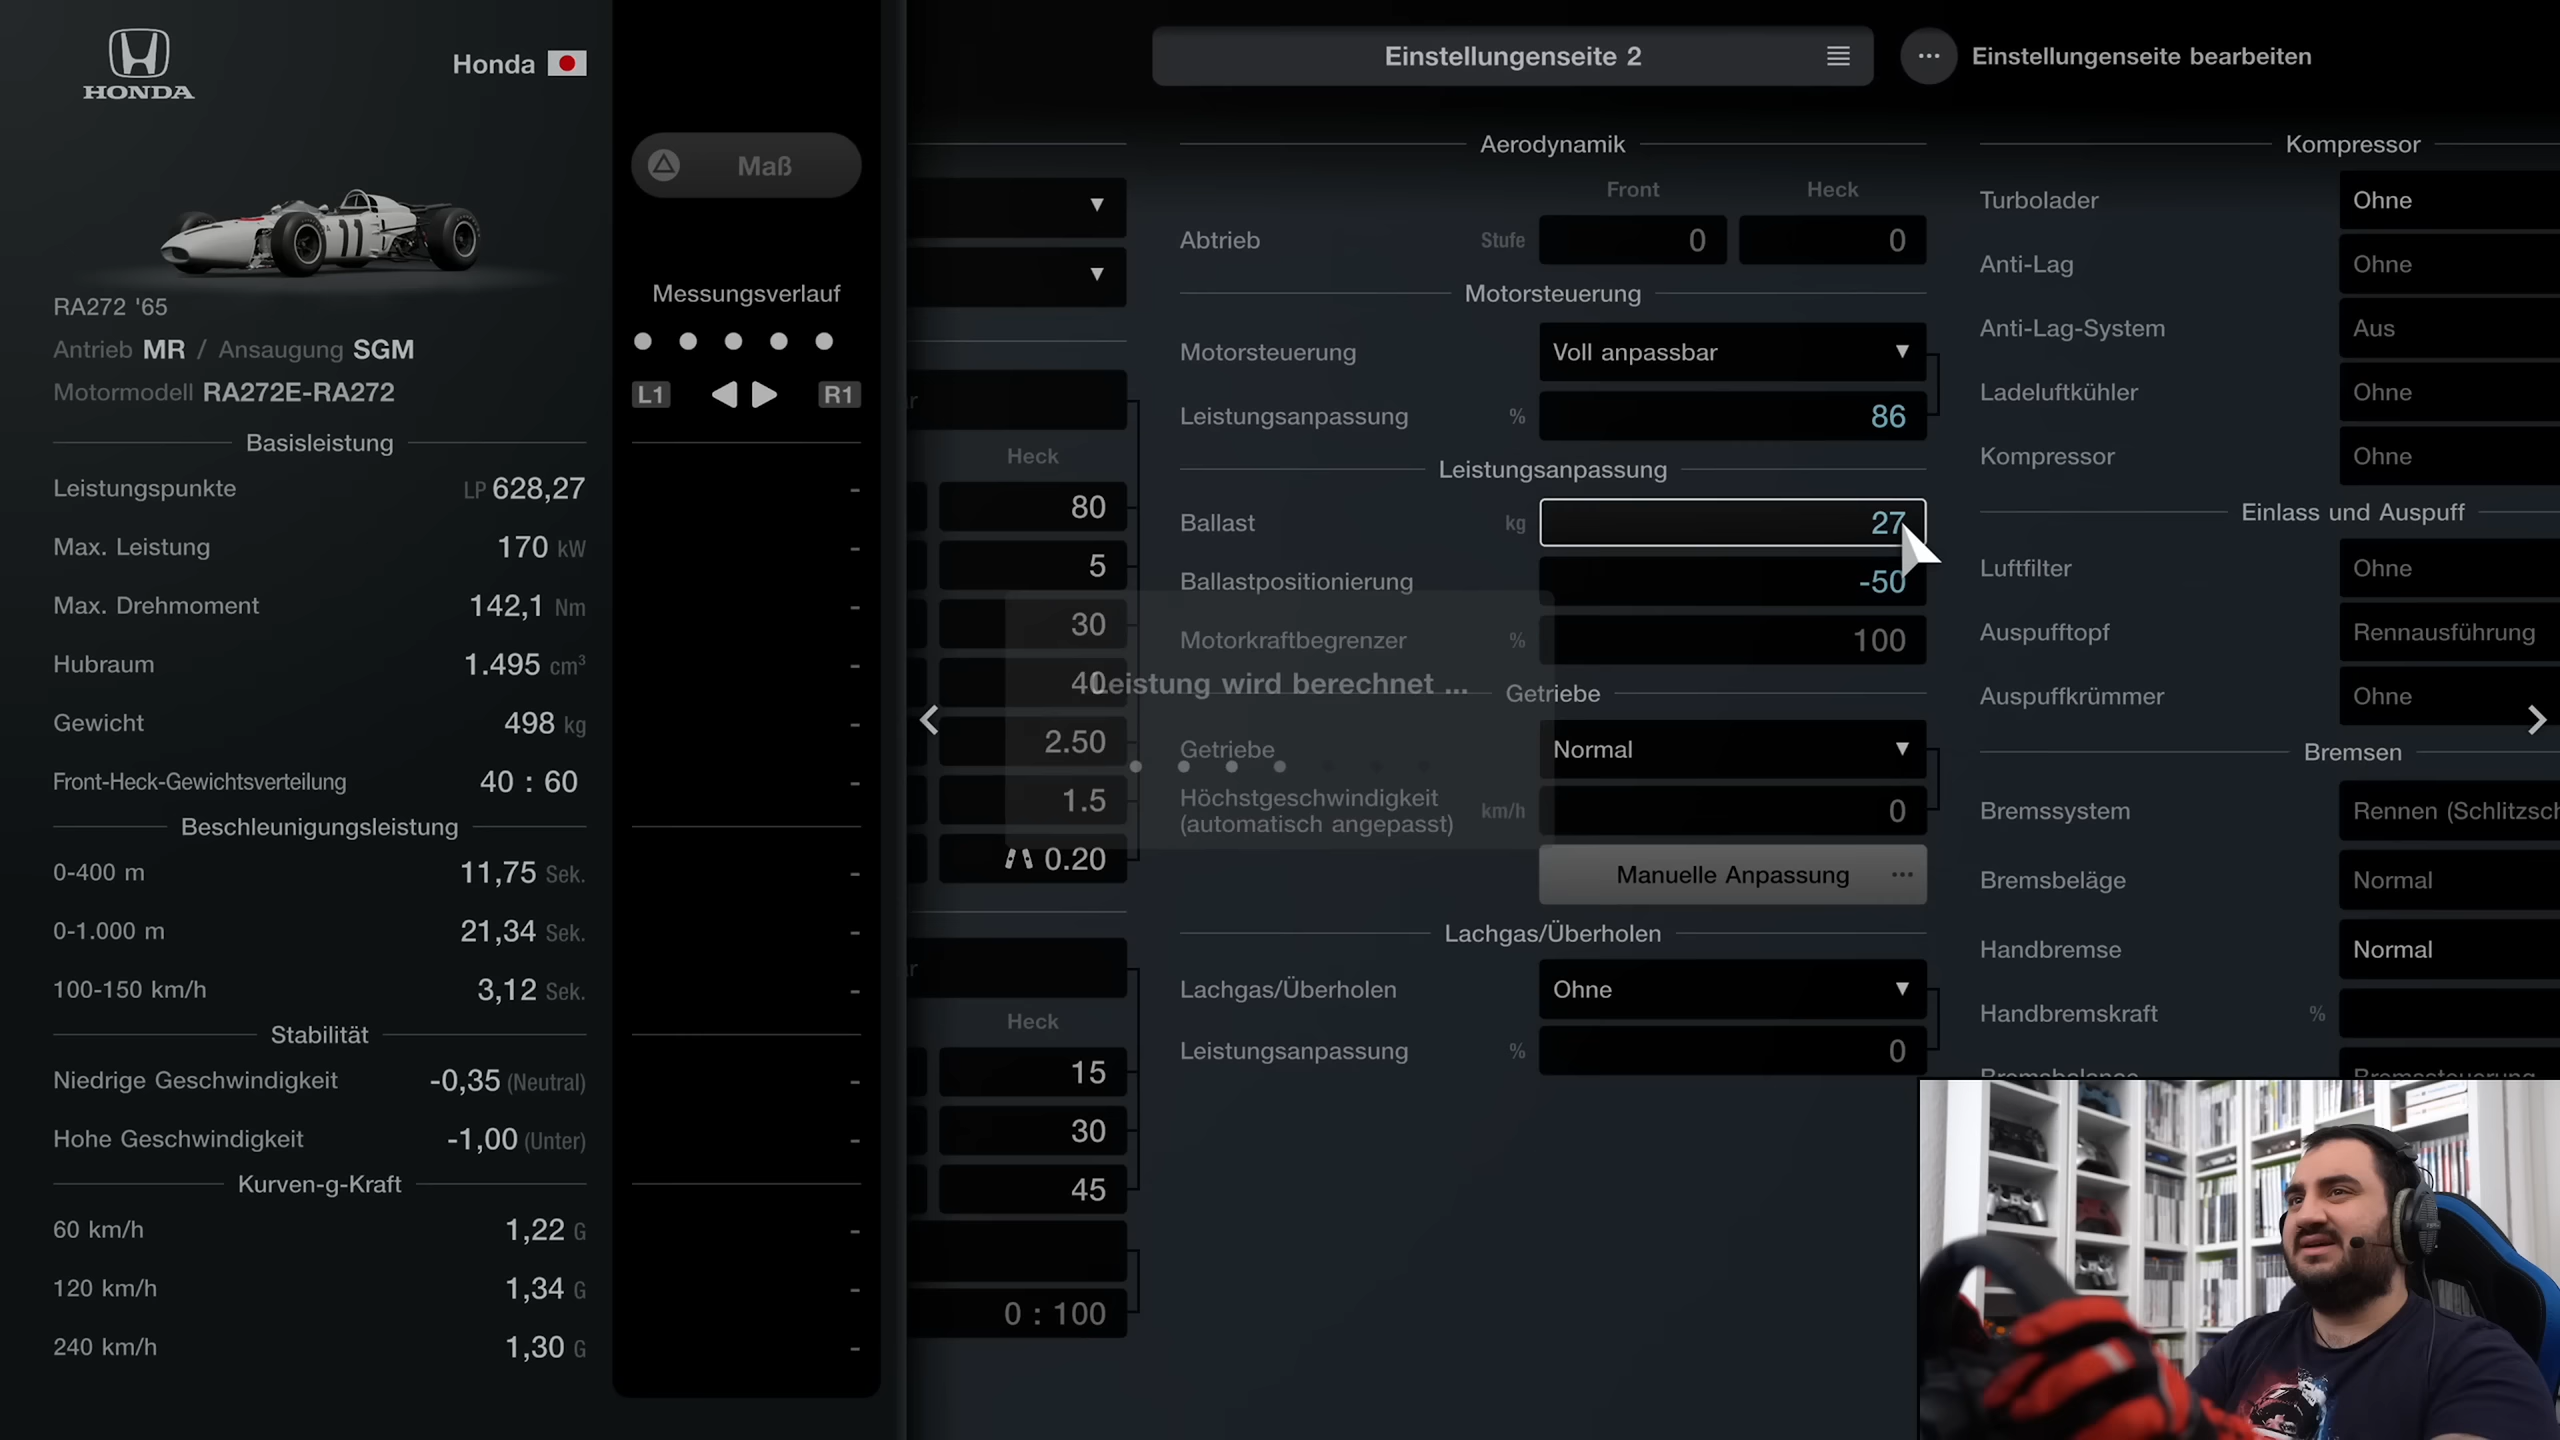 HONDA
Honda
11
RA272 '65
Antrieb MR / Ansaugung SGM
Motormodell RA272E-RA272
Basisleistung
Leistungspunkte LP 628,27
Max. Leistung 170 kW
Max. Drehmoment 142,1 Nm
Hubraum 1.495 cm³
Gewicht 498 kg
Front-Heck-Gewichtsverteilung 40 : 60
Beschleunigungsleistung
0-400 m 11,75 Sek.
0-1.000 m 21,34 Sek.
100-150 km/h 3,12 Sek.
Stabilität
Niedrige Geschwindigkeit -0,35 (Neutral)
Hohe Geschwindigkeit -1,00 (Unter)
Kurven-g-Kraft
60 km/h 1,22 G
120 km/h 1,34 G
240 km/h 1,30 G
Maß
Messungsverlauf
L1 R1
Einstellungenseite 2
Einstellungenseite bearbeiten
Heck
80
5
30
40
2.50
1.5
0.20
Heck
15
30
45
0 : 100
Leistung wird berechnet ...
Aerodynamik
Front Heck
Abtrieb Stufe 0 0
Motorsteuerung
Motorsteuerung Voll anpassbar
Leistungsanpassung % 86
Leistungsanpassung
Ballast kg 27
Ballastpositionierung -50
Motorkraftbegrenzer % 100
Getriebe
Getriebe Normal
Höchstgeschwindigkeit
(automatisch angepasst) km/h 0
Manuelle Anpassung
Lachgas/Überholen
Lachgas/Überholen Ohne
Leistungsanpassung % 0
Kompressor
Turbolader Ohne
Anti-Lag Ohne
Anti-Lag-System Aus
Ladeluftkühler Ohne
Kompressor Ohne
Einlass und Auspuff
Luftfilter Ohne
Auspufftopf Rennausführung
Auspuffkrümmer Ohne
Bremsen
Bremssystem Rennen (Schlitzsch
Bremsbeläge Normal
Handbremse Normal
Handbremskraft %
Bremsbalance Bremssteuerung